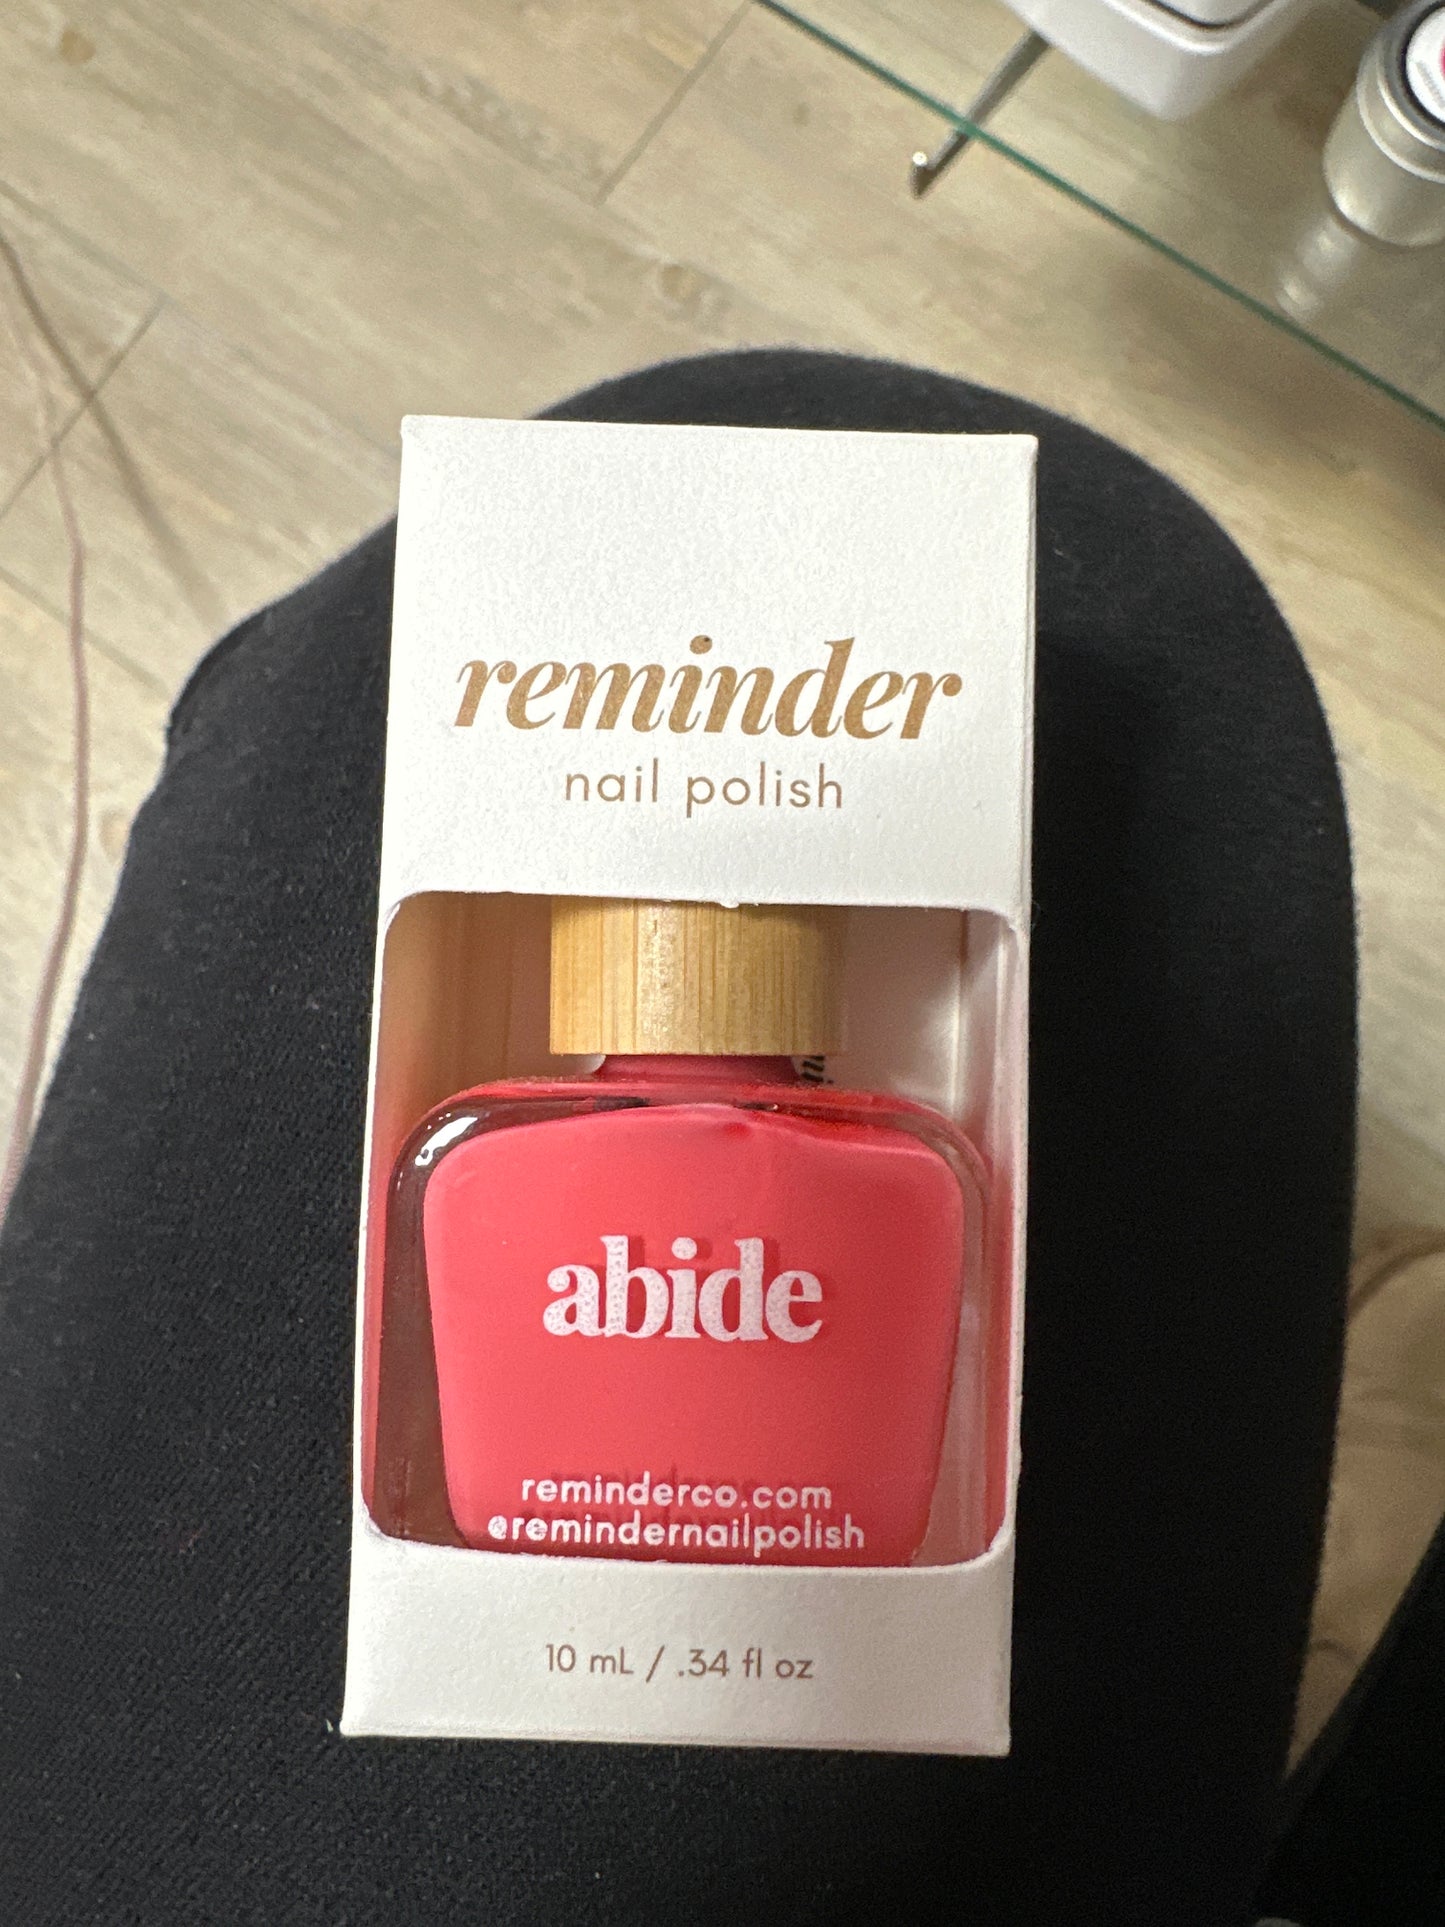 reminder
nail polish
abide
reminderco.com
@remindernailpolish
10 mL / .34 fl oz